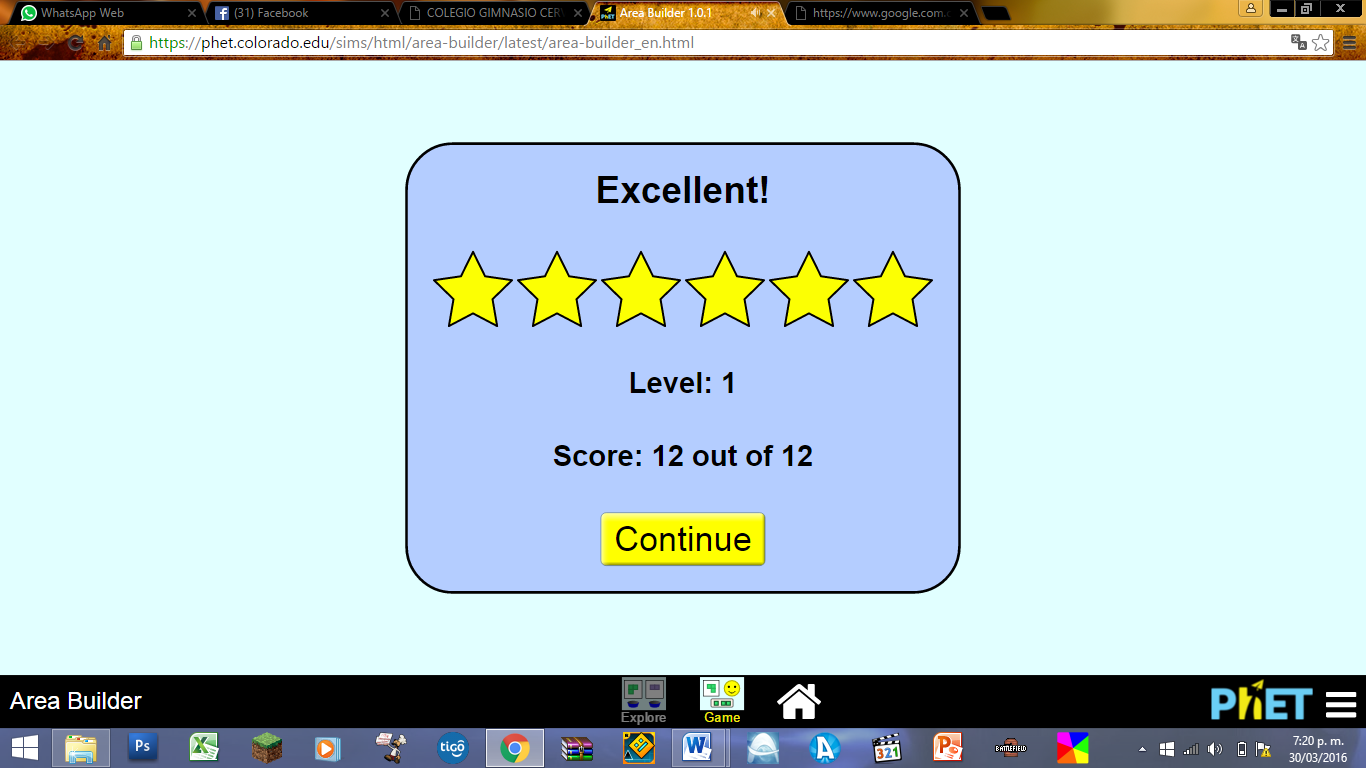 WhatsApp Web
(31) Facebook
COLEGIO GIMNASIO CER
Area Builder 1.0.1
https://www.google.com.
https://phet.colorado.edu/sims/html/area-builder/latest/area-builder_en.html
Excellent!
Level: 1
Score: 12 out of 12
Continue
Area Builder
Explore
Game
PhET
Ps
tigo
321
BATTLEFIELD
7:20 p. m.
30/03/2016